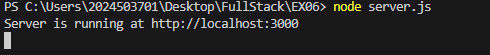 PS C:\Users\2024503701\Desktop\FullStack\EX06> node server.js
Server is running at http://localhost:3000